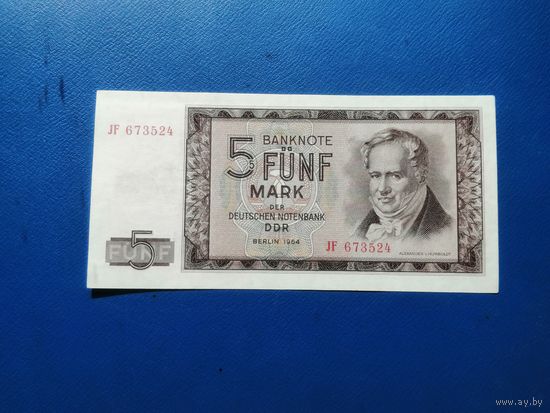 JF 673524
5 BANKNOTE
FÜNF
MARK
DER
DEUTSCHEN NOTENBANK
DDR
BERLIN 1964
JF 673524
ALEXANDER V. HUMBOLDT
5
FÜNF
www.ay.by